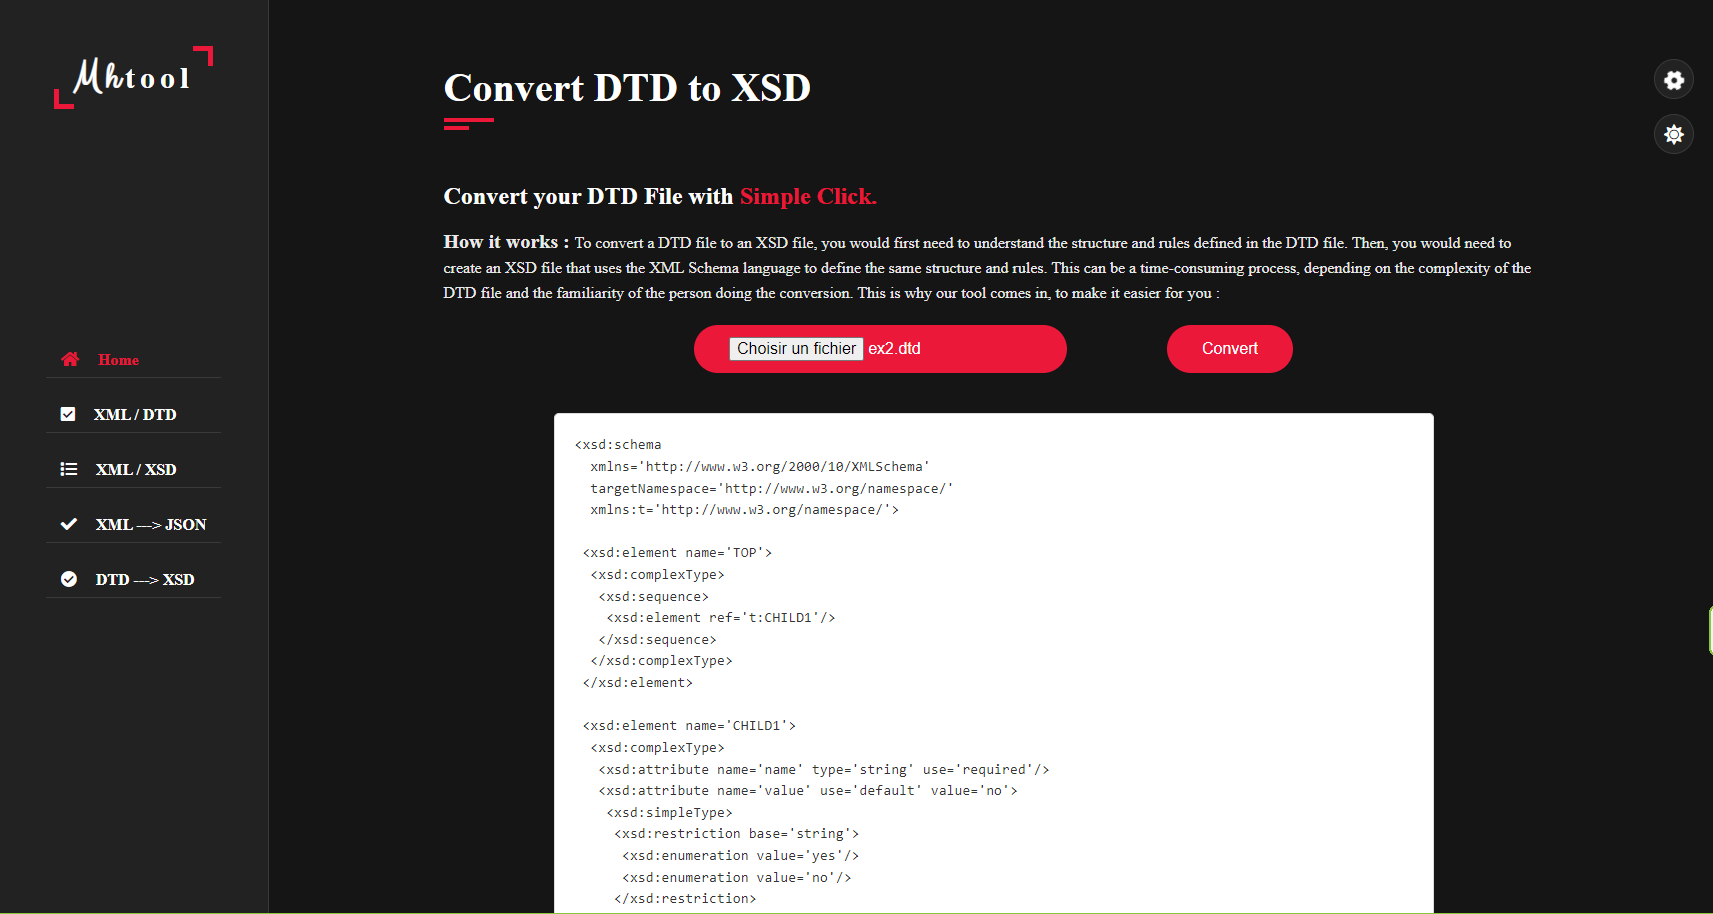 Mhtool
Home
XML / DTD
XML / XSD
XML ---> JSON
DTD ---> XSD
Convert DTD to XSD
Convert your DTD File with Simple Click.
How it works : To convert a DTD file to an XSD file, you would first need to understand the structure and rules defined in the DTD file. Then, you would need to
create an XSD file that uses the XML Schema language to define the same structure and rules. This can be a time-consuming process, depending on the complexity of the
DTD file and the familiarity of the person doing the conversion. This is why our tool comes in, to make it easier for you :
Choisir un fichier ex2.dtd
Convert
<xsd:schema
  xmlns='http://www.w3.org/2000/10/XMLSchema'
  targetNamespace='http://www.w3.org/namespace/'
  xmlns:t='http://www.w3.org/namespace/'>
 <xsd:element name='TOP'>
  <xsd:complexType>
   <xsd:sequence>
    <xsd:element ref='t:CHILD1'/>
   </xsd:sequence>
  </xsd:complexType>
 </xsd:element>
 <xsd:element name='CHILD1'>
  <xsd:complexType>
   <xsd:attribute name='name' type='string' use='required'/>
   <xsd:attribute name='value' use='default' value='no'>
    <xsd:simpleType>
     <xsd:restriction base='string'>
      <xsd:enumeration value='yes'/>
      <xsd:enumeration value='no'/>
     </xsd:restriction>